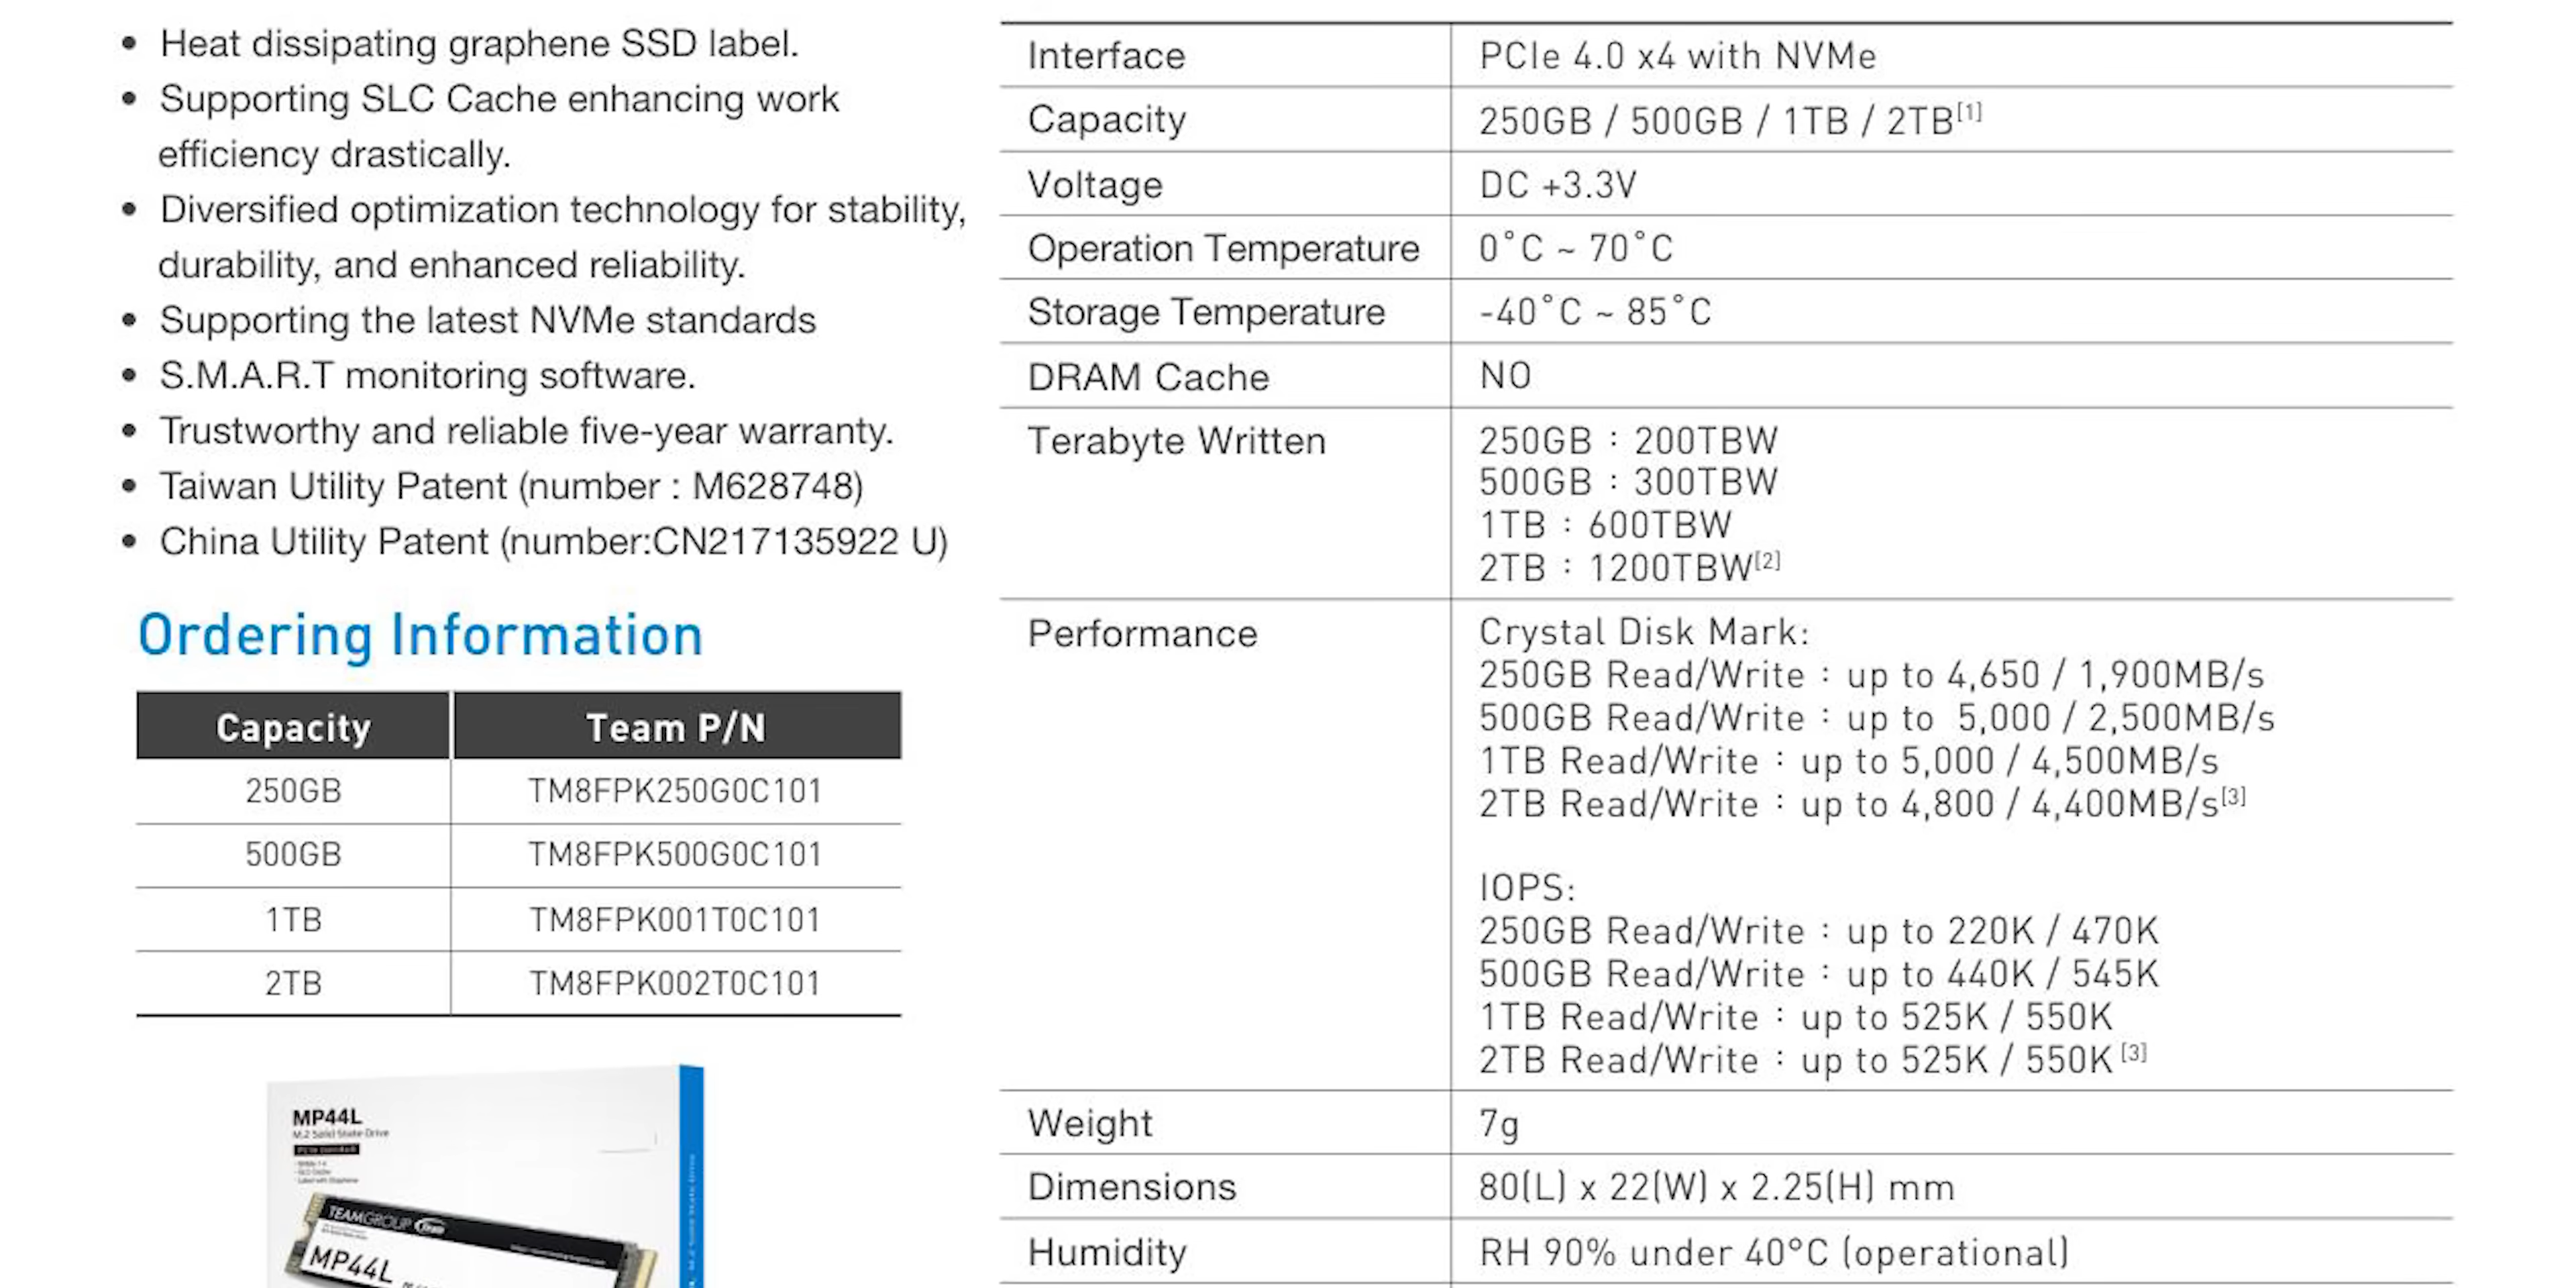 • Heat dissipating graphene SSD label.
• Supporting SLC Cache enhancing work
efficiency drastically.
• Diversified optimization technology for stability,
durability, and enhanced reliability.
• Supporting the latest NVMe standards
• S.M.A.R.T monitoring software.
• Trustworthy and reliable five-year warranty.
• Taiwan Utility Patent (number : M628748)
• China Utility Patent (number:CN217135922 U)
Ordering Information
Capacity Team P/N
250GB TM8FPK250G0C101
500GB TM8FPK500G0C101
1TB TM8FPK001T0C101
2TB TM8FPK002T0C101
MP44L
M.2 Solid State Drive
TEAMGROUP Team
MP44L
Interface PCIe 4.0 x4 with NVMe
Capacity 250GB / 500GB / 1TB / 2TB[1]
Voltage DC +3.3V
Operation Temperature 0˚C ~ 70˚C
Storage Temperature -40˚C ~ 85˚C
DRAM Cache NO
Terabyte Written 250GB : 200TBW
500GB : 300TBW
1TB : 600TBW
2TB : 1200TBW[2]
Performance Crystal Disk Mark:
250GB Read/Write : up to 4,650 / 1,900MB/s
500GB Read/Write : up to 5,000 / 2,500MB/s
1TB Read/Write : up to 5,000 / 4,500MB/s
2TB Read/Write : up to 4,800 / 4,400MB/s[3]
IOPS:
250GB Read/Write : up to 220K / 470K
500GB Read/Write : up to 440K / 545K
1TB Read/Write : up to 525K / 550K
2TB Read/Write : up to 525K / 550K [3]
Weight 7g
Dimensions 80(L) x 22(W) x 2.25(H) mm
Humidity RH 90% under 40°C (operational)